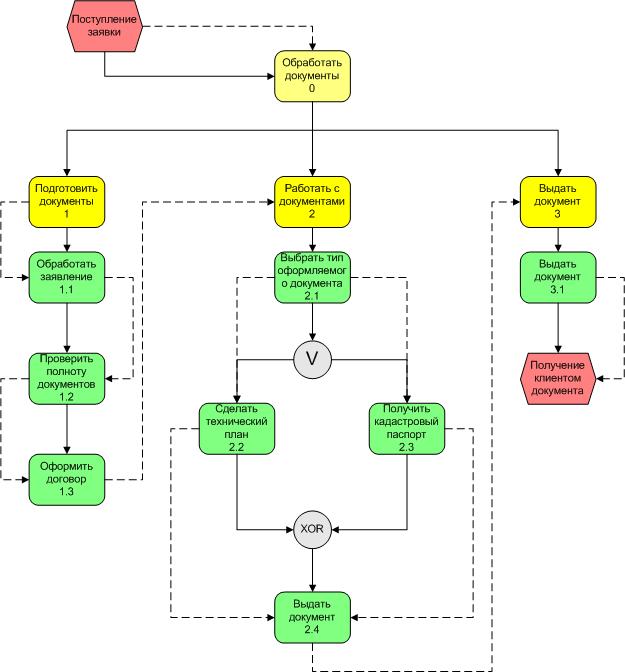 Поступление
заявки
Обработать
документы
0
Подготовить
документы
1
Работать с
документами
2
Выдать
документ
3
Обработать
заявление
1.1
Выбрать тип
оформляемог
о документа
2.1
Выдать
документ
3.1
V
Проверить
полноту
документов
1.2
Получение
клиентом
документа
Сделать
технический
план
2.2
Получить
кадастровый
паспорт
2.3
Оформить
договор
1.3
XOR
Выдать
документ
2.4